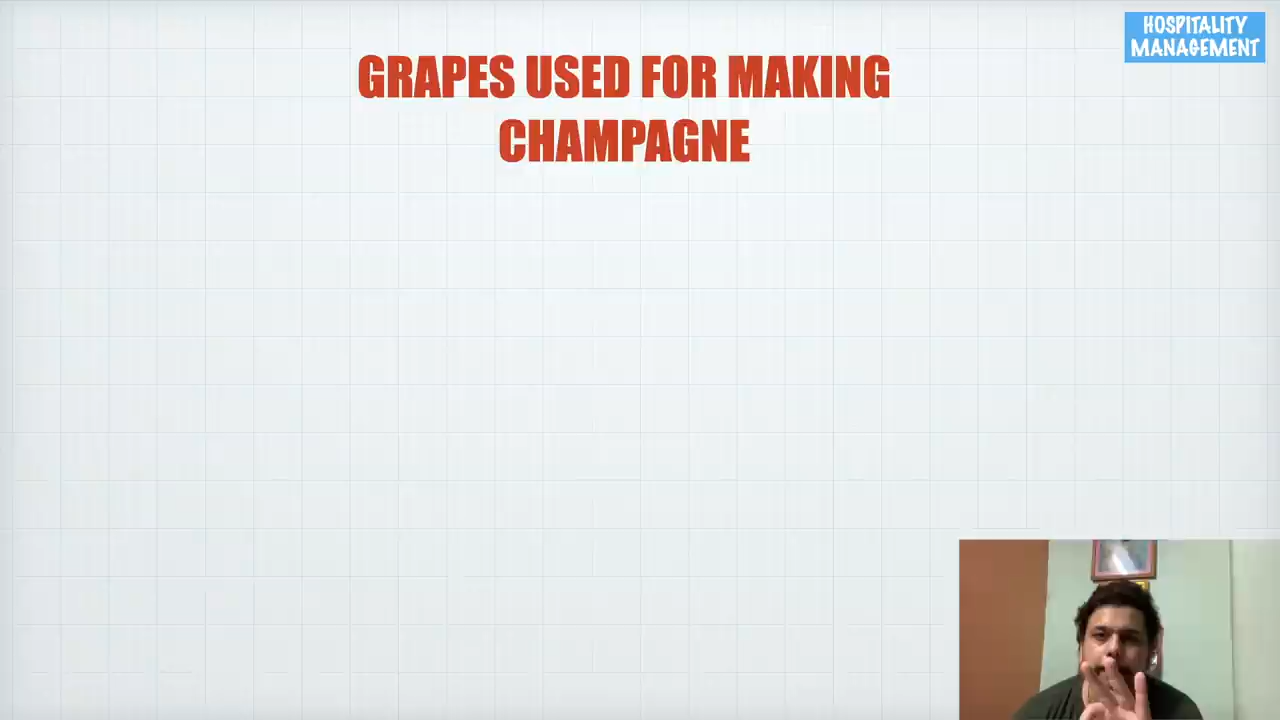 HOSPITALITY
MANAGEMENT
GRAPES USED FOR MAKING
CHAMPAGNE